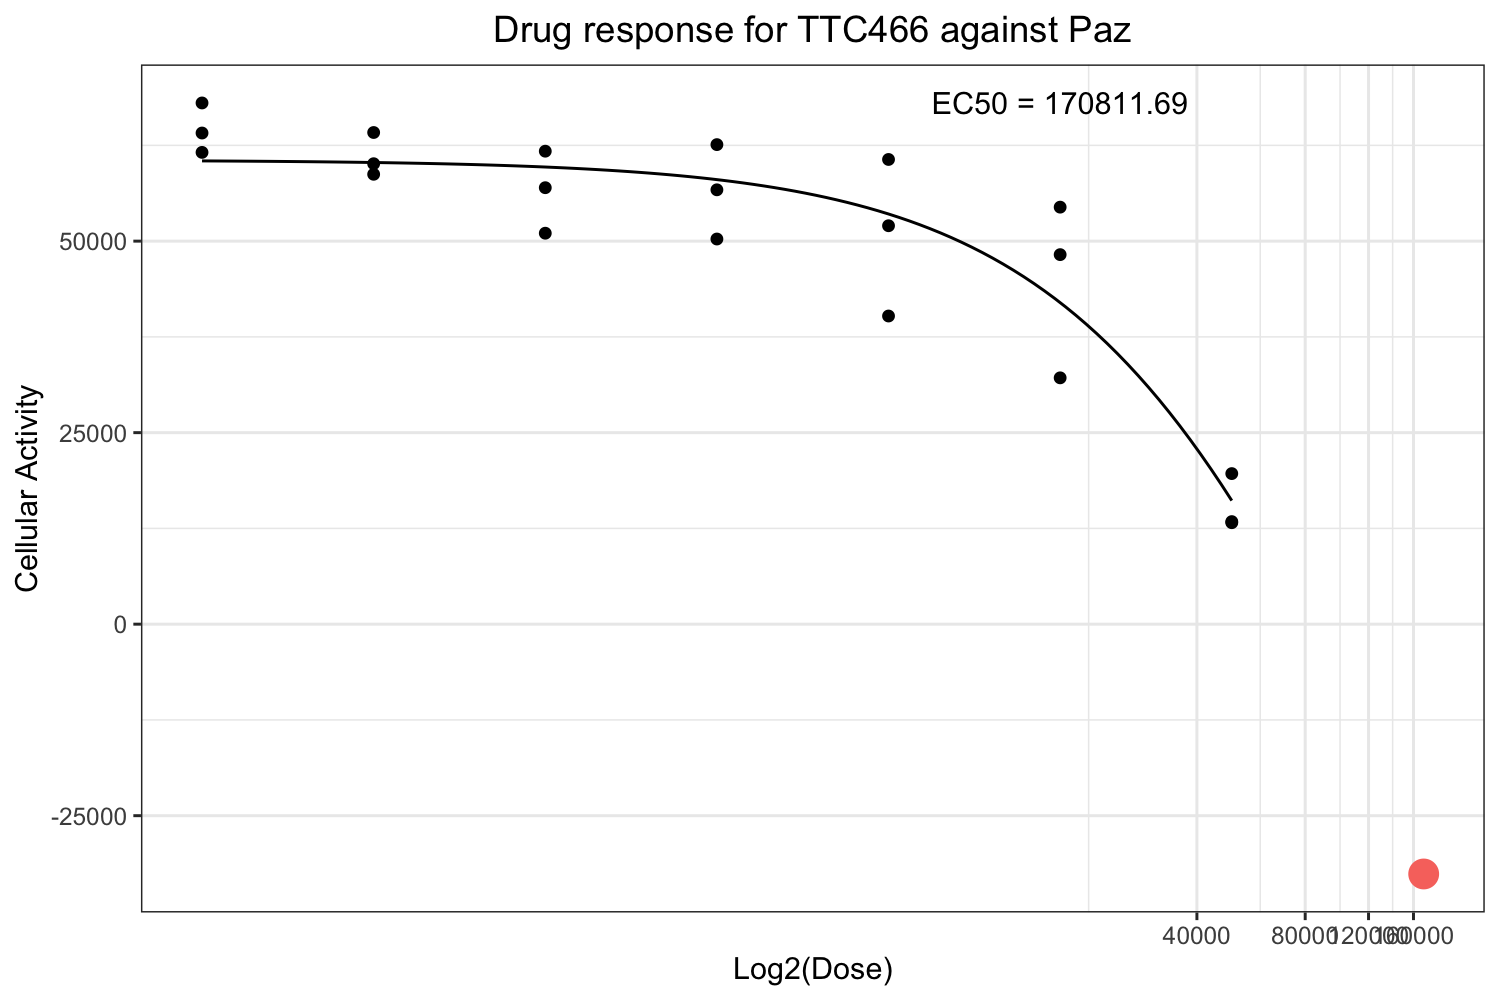 Drug response for TTC466 against Paz
EC50 = 170811.69
50000
25000
0
-25000
Cellular Activity
40000 80000 120000 160000
Log2(Dose)